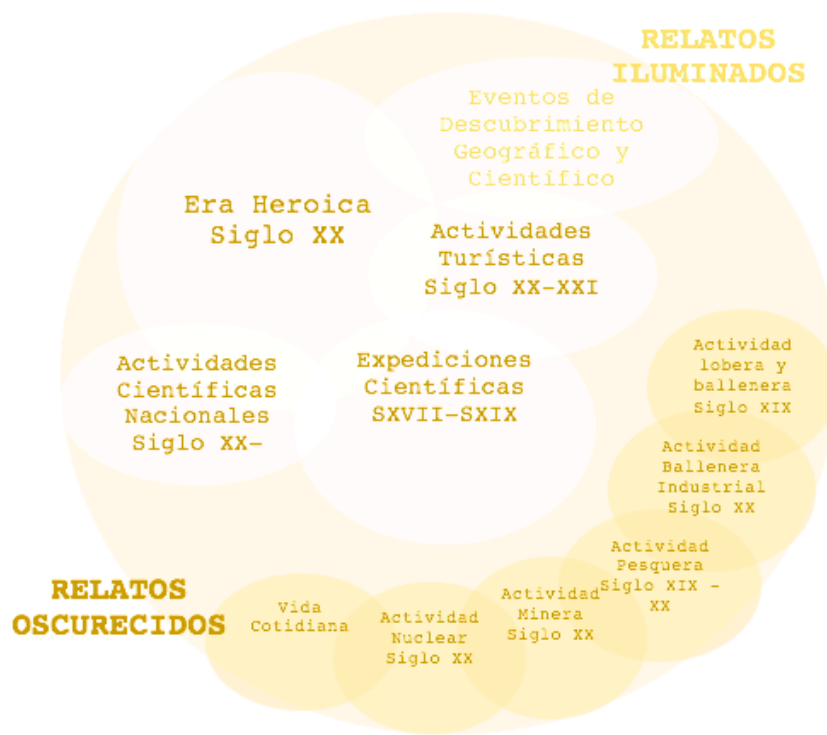 RELATOS
ILUMINADOS
Eventos de
Descubrimiento
Geográfico y
Científico
Era Heroica
Siglo XX
Actividades
Turísticas
Siglo XX-XXI
Actividades
Científicas
Nacionales
Siglo XX-
Expediciones
Científicas
SXVII-SXIX
Actividad
lobera y
ballenera
Siglo XIX
Actividad
Ballenera
Industrial
Siglo XX
Actividad
Pesquera
Siglo XIX -
XX
Actividad
Minera
Siglo XX
Actividad
Nuclear
Siglo XX
Vida
Cotidiana
RELATOS
OSCURECIDOS